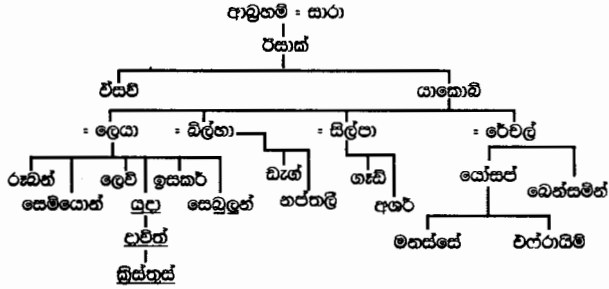 ආබ්‍රහම් = සාරා
ඊසාක්
ඒසව් යාකොබ්
= ලෙයා = බිල්හා = සිල්පා = රේචල්
රූබන් ලෙවි ඉසකර් ඩැග් ගෑඩ් යෝසප් බෙන්සමින්
සෙමියොන් යුදා සෙබුලූන් නප්තලී අශර්
දාවිත් මනස්සේ එෆ්රායිම්
ක්‍රිස්තුස්